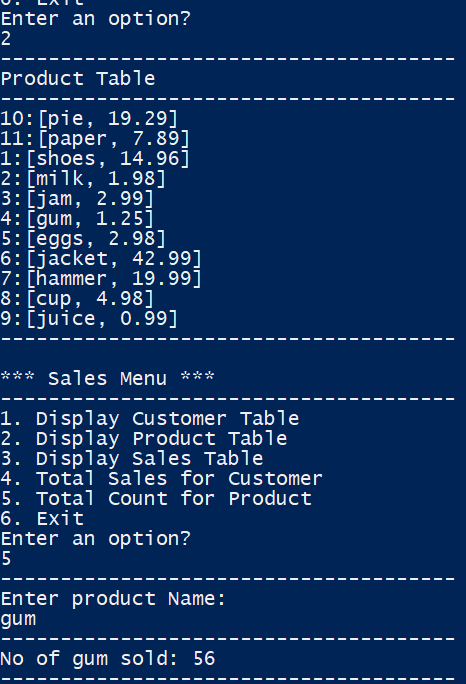 6. Exit
Enter an option?
2
---------------------------------------
Product Table
---------------------------------------
10:[pie, 19.29]
11:[paper, 7.89]
1:[shoes, 14.96]
2:[milk, 1.98]
3:[jam, 2.99]
4:[gum, 1.25]
5:[eggs, 2.98]
6:[jacket, 42.99]
7:[hammer, 19.99]
8:[cup, 4.98]
9:[juice, 0.99]
---------------------------------------
*** Sales Menu ***
---------------------------------------
1. Display Customer Table
2. Display Product Table
3. Display Sales Table
4. Total Sales for Customer
5. Total Count for Product
6. Exit
Enter an option?
5
---------------------------------------
Enter product Name:
gum
---------------------------------------
No of gum sold: 56
---------------------------------------